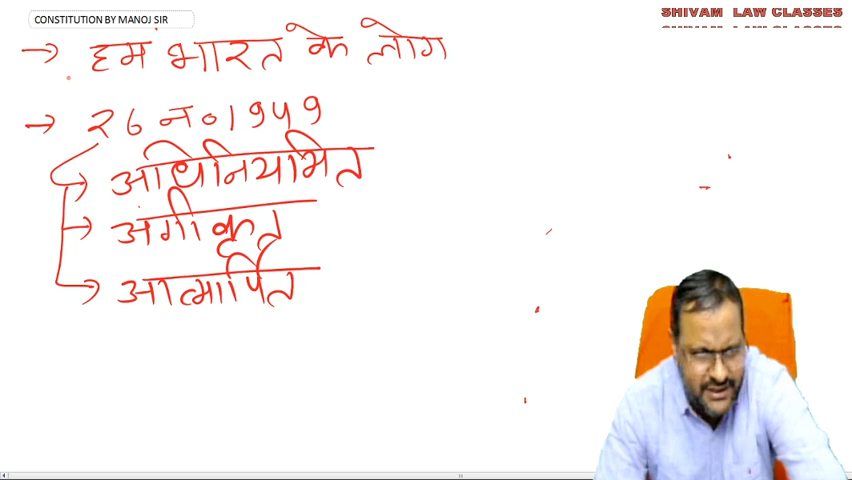 CONSTITUTION BY MANOJ SIR
SHIVAM LAW CLASSES
→ हम भारत के लोग
→ 26 न० 1949
→ अधिनियमित
→ अंगीकृत
→ आत्मार्पित